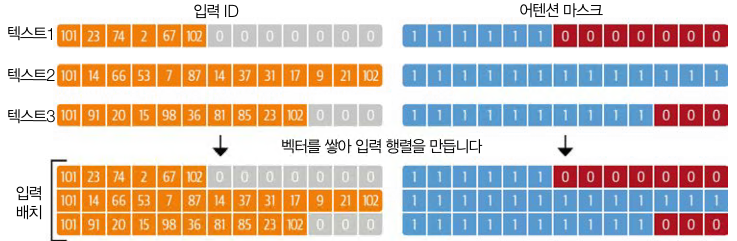 입력 ID 어텐션 마스크
텍스트1 101 23 74 2 67 102 0 0 0 0 0 0 0 1 1 1 1 1 1 0 0 0 0 0 0 0
텍스트2 101 14 66 53 7 87 14 37 31 17 9 21 102 1 1 1 1 1 1 1 1 1 1 1 1 1
텍스트3 101 91 20 15 98 36 81 85 23 102 0 0 0 1 1 1 1 1 1 1 1 1 1 0 0 0
벡터를 쌓아 입력 행렬을 만듭니다
입력
배치
101 23 74 2 67 102 0 0 0 0 0 0 0 1 1 1 1 1 1 0 0 0 0 0 0 0
101 14 66 53 7 87 14 37 31 17 9 21 102 1 1 1 1 1 1 1 1 1 1 1 1 1
101 91 20 15 98 36 81 85 23 102 0 0 0 1 1 1 1 1 1 1 1 1 1 0 0 0